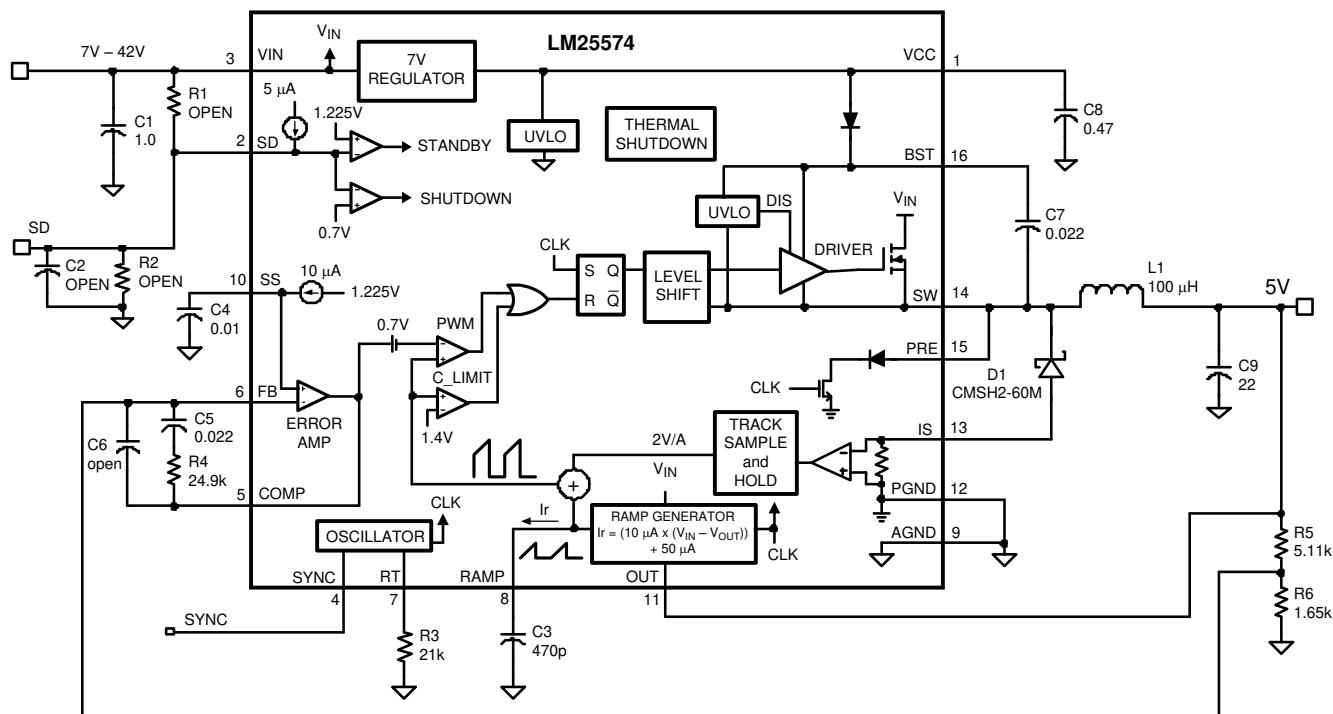 LM25574
7V – 42V
3
VIN
V_IN
7V
REGULATOR
VCC
1
R1
OPEN
C1
1.0
5 μA
1.225V
2
SD
STANDBY
SHUTDOWN
0.7V
UVLO
THERMAL
SHUTDOWN
C8
0.47
BST
16
V_IN
UVLO
DIS
DRIVER
C7
0.022
SD
C2
OPEN
R2
OPEN
10
SS
10 μA
1.225V
C4
0.01
CLK
S Q
R Q̅
LEVEL
SHIFT
SW
14
L1
100 μH
5V
0.7V
PWM
C_LIMIT
1.4V
PRE
15
CLK
D1
CMSH2-60M
C9
22
6
FB
ERROR
AMP
C5
0.022
C6
open
R4
24.9k
5
COMP
2V/A
V_IN
TRACK
SAMPLE
and
HOLD
IS
13
PGND
12
AGND
9
+
Ir
RAMP GENERATOR
Ir = (10 μA x (V_IN – V_OUT))
+ 50 μA
CLK
CLK
OSCILLATOR
SYNC
RT
RAMP
OUT
4
7
8
11
R5
5.11k
R6
1.65k
SYNC
R3
21k
C3
470p